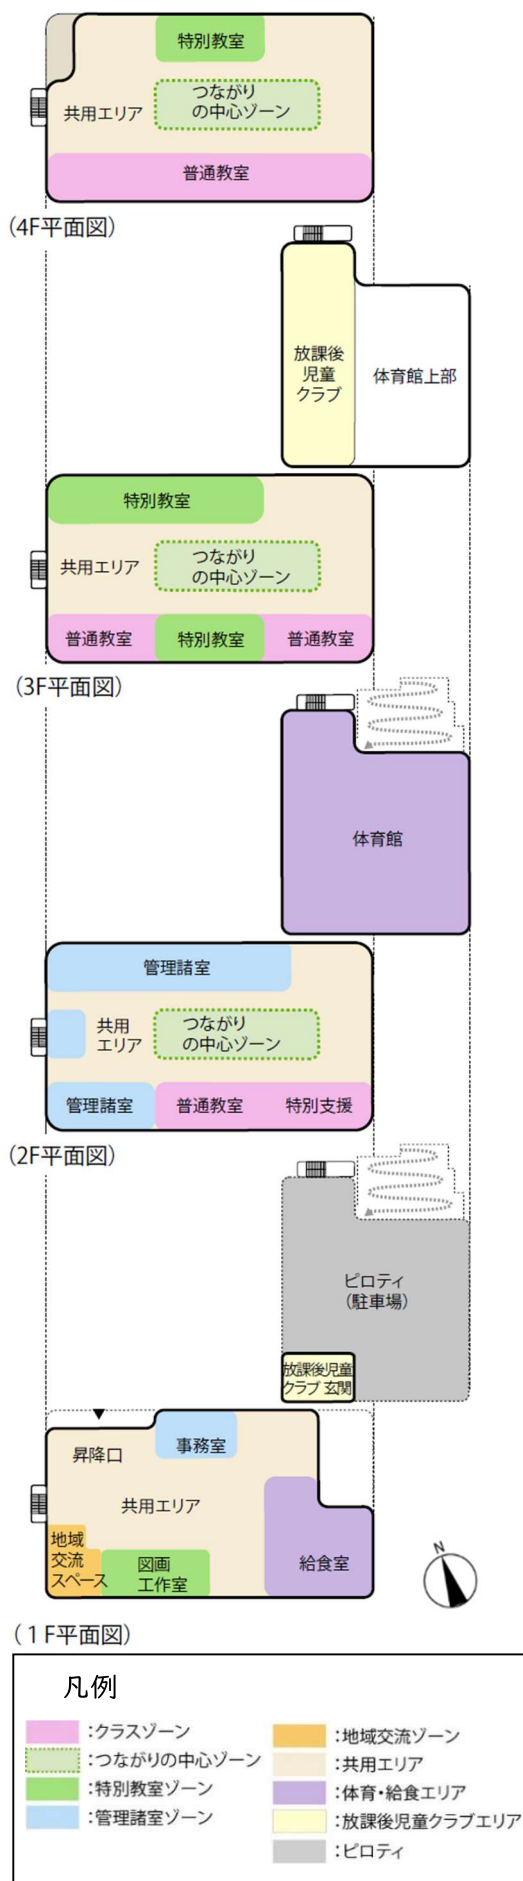 特別教室
つながり
の中心ゾーン
共用エリア
普通教室
(4F平面図)
放課後
児童
クラブ
体育館上部
特別教室
つながり
の中心ゾーン
共用エリア
普通教室 特別教室 普通教室
(3F平面図)
体育館
管理諸室
共用
エリア
つながり
の中心ゾーン
管理諸室 普通教室 特別支援
(2F平面図)
ピロティ
(駐車場)
放課後児童
クラブ 玄関
昇降口
事務室
共用エリア
地域
交流
スペース
図画
工作室
給食室
N
(1F平面図)
凡例
:クラスゾーン
:つながりの中心ゾーン
:特別教室ゾーン
:管理諸室ゾーン
:地域交流ゾーン
:共用エリア
:体育・給食エリア
:放課後児童クラブエリア
:ピロティ